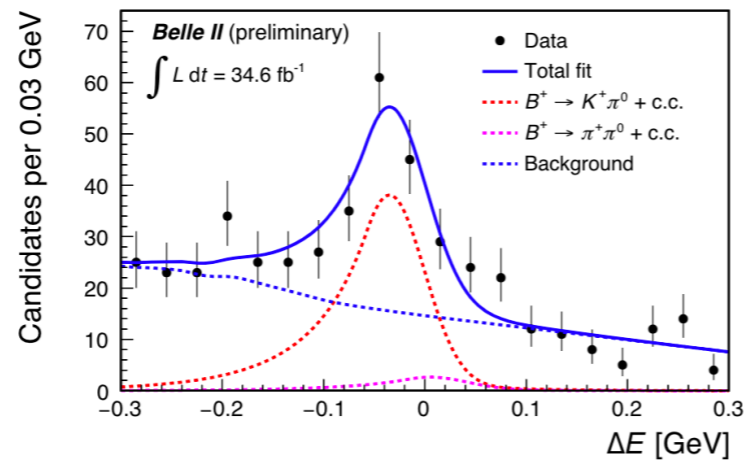 Candidates per 0.03 GeV
70
60
50
40
30
20
10
0
Belle II (preliminary)
∫ L dt = 34.6 fb⁻¹
Data
Total fit
B⁺ → K⁺π⁰ + c.c.
B⁺ → π⁺π⁰ + c.c.
Background
−0.3 −0.2 −0.1 0 0.1 0.2 0.3
ΔE [GeV]